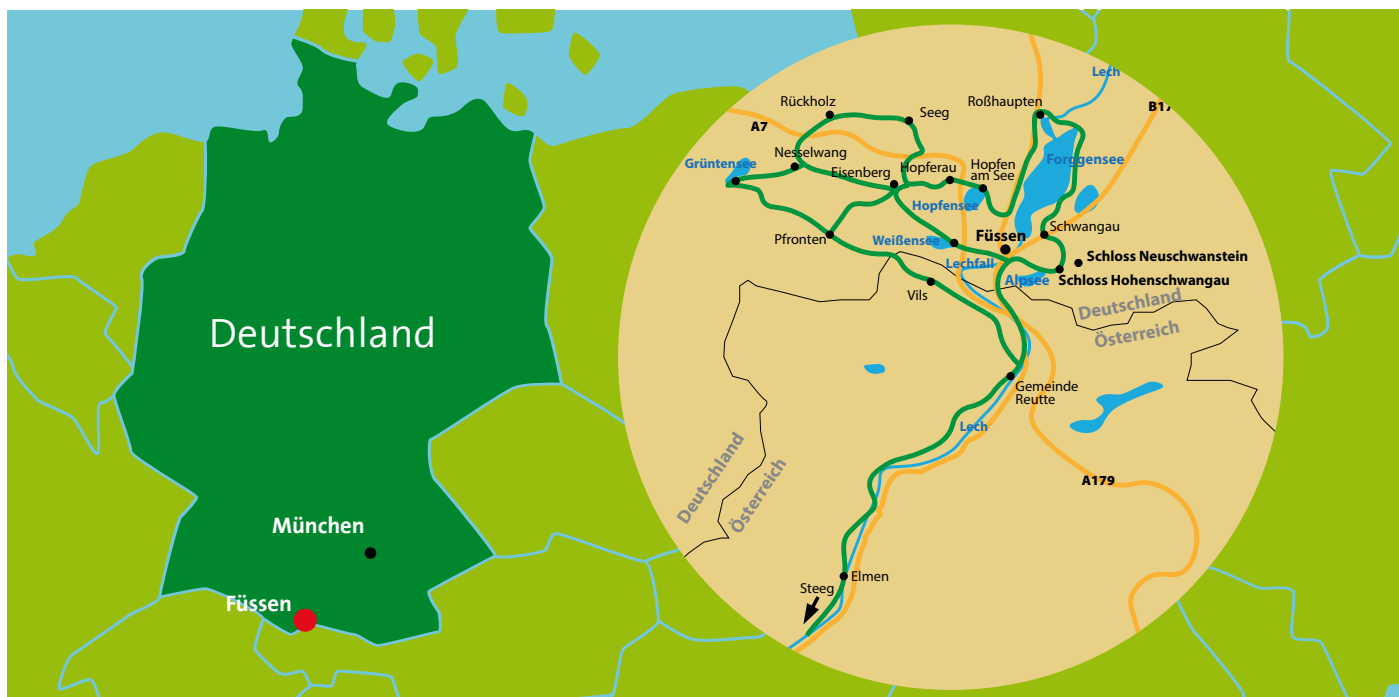 Deutschland
München
Füssen
Lech
Rückholz
Roßhaupten
B17
Seeg
A7
Nesselwang
Forggensee
Grüntensee
Eisenberg
Hopferau
Hopfen
am See
Hopfensee
Schwangau
Pfronten
Weißensee
Füssen
Lechfall
Schloss Neuschwanstein
Alpsee
Schloss Hohenschwangau
Vils
Deutschland
Österreich
Gemeinde
Reutte
Lech
Deutschland
Österreich
A179
Elmen
Steeg